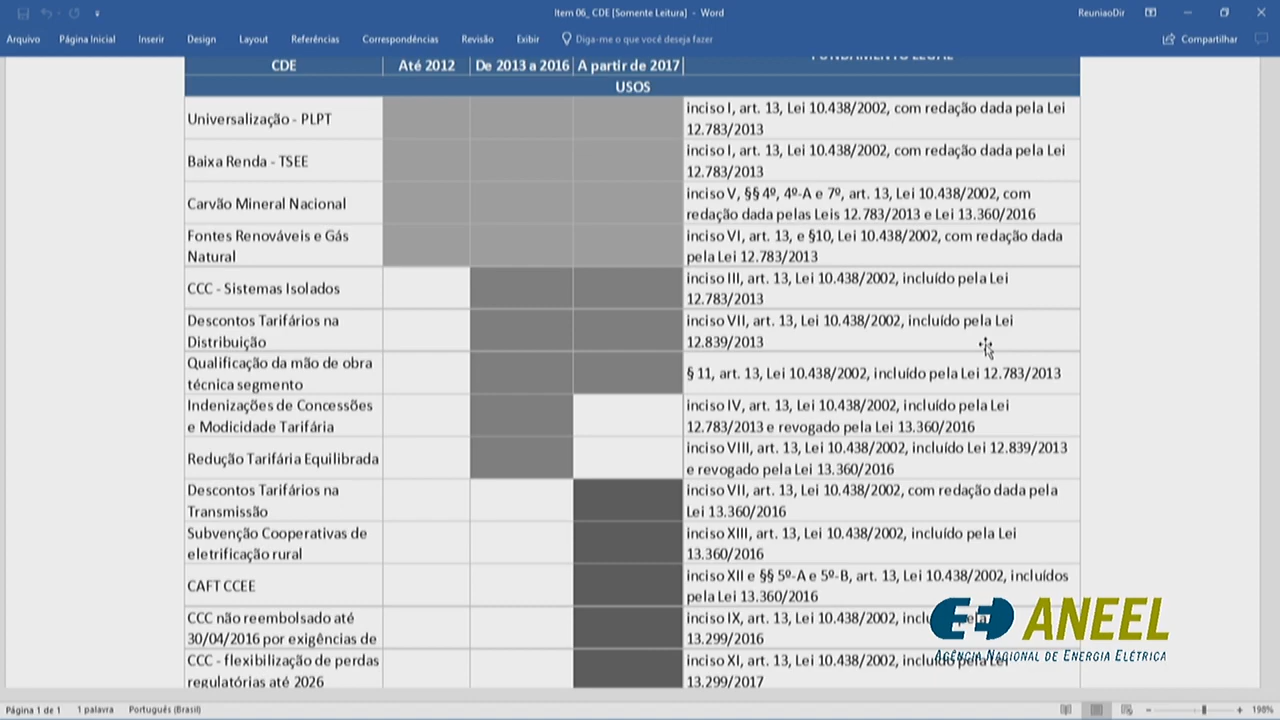 Item 06_ CDE [Somente Leitura] - Word
ReuniaoDir
Arquivo Página Inicial Inserir Design Layout Referências Correspondências Revisão Exibir Diga-me o que você deseja fazer Compartilhar
FUNDAMENTO LEGAL
CDE Até 2012 De 2013 a 2016 A partir de 2017
USOS
Universalização - PLPT
inciso I, art. 13, Lei 10.438/2002, com redação dada pela Lei
12.783/2013
Baixa Renda - TSEE
inciso I, art. 13, Lei 10.438/2002, com redação dada pela Lei
12.783/2013
Carvão Mineral Nacional
inciso V, §§ 4º, 4º-A e 7º, art. 13, Lei 10.438/2002, com
redação dada pelas Leis 12.783/2013 e Lei 13.360/2016
Fontes Renováveis e Gás
Natural
inciso VI, art. 13, e §10, Lei 10.438/2002, com redação dada
pela Lei 12.783/2013
CCC - Sistemas Isolados
inciso III, art. 13, Lei 10.438/2002, incluído pela Lei
12.783/2013
Descontos Tarifários na
Distribuição
inciso VII, art. 13, Lei 10.438/2002, incluído pela Lei
12.839/2013
Qualificação da mão de obra
técnica segmento
§ 11, art. 13, Lei 10.438/2002, incluído pela Lei 12.783/2013
Indenizações de Concessões
e Modicidade Tarifária
inciso IV, art. 13, Lei 10.438/2002, incluído pela Lei
12.783/2013 e revogado pela Lei 13.360/2016
Redução Tarifária Equilibrada
inciso VIII, art. 13, Lei 10.438/2002, incluído Lei 12.839/2013
e revogado pela Lei 13.360/2016
Descontos Tarifários na
Transmissão
inciso VII, art. 13, Lei 10.438/2002, com redação dada pela
Lei 13.360/2016
Subvenção Cooperativas de
eletrificação rural
inciso XIII, art. 13, Lei 10.438/2002, incluído pela Lei
13.360/2016
CAFT CCEE
inciso XII e §§ 5º-A e 5º-B, art. 13, Lei 10.438/2002, incluídos
pela Lei 13.360/2016
CCC não reembolsado até
30/04/2016 por exigências de
inciso IX, art. 13, Lei 10.438/2002, incluído pela Lei
13.299/2016
CCC - flexibilização de perdas
regulatórias até 2026
inciso XI, art. 13, Lei 10.438/2002, incluído pela Lei
13.299/2017
ANEEL
AGÊNCIA NACIONAL DE ENERGIA ELÉTRICA
Página 1 de 1 1 palavra Português (Brasil) 198%